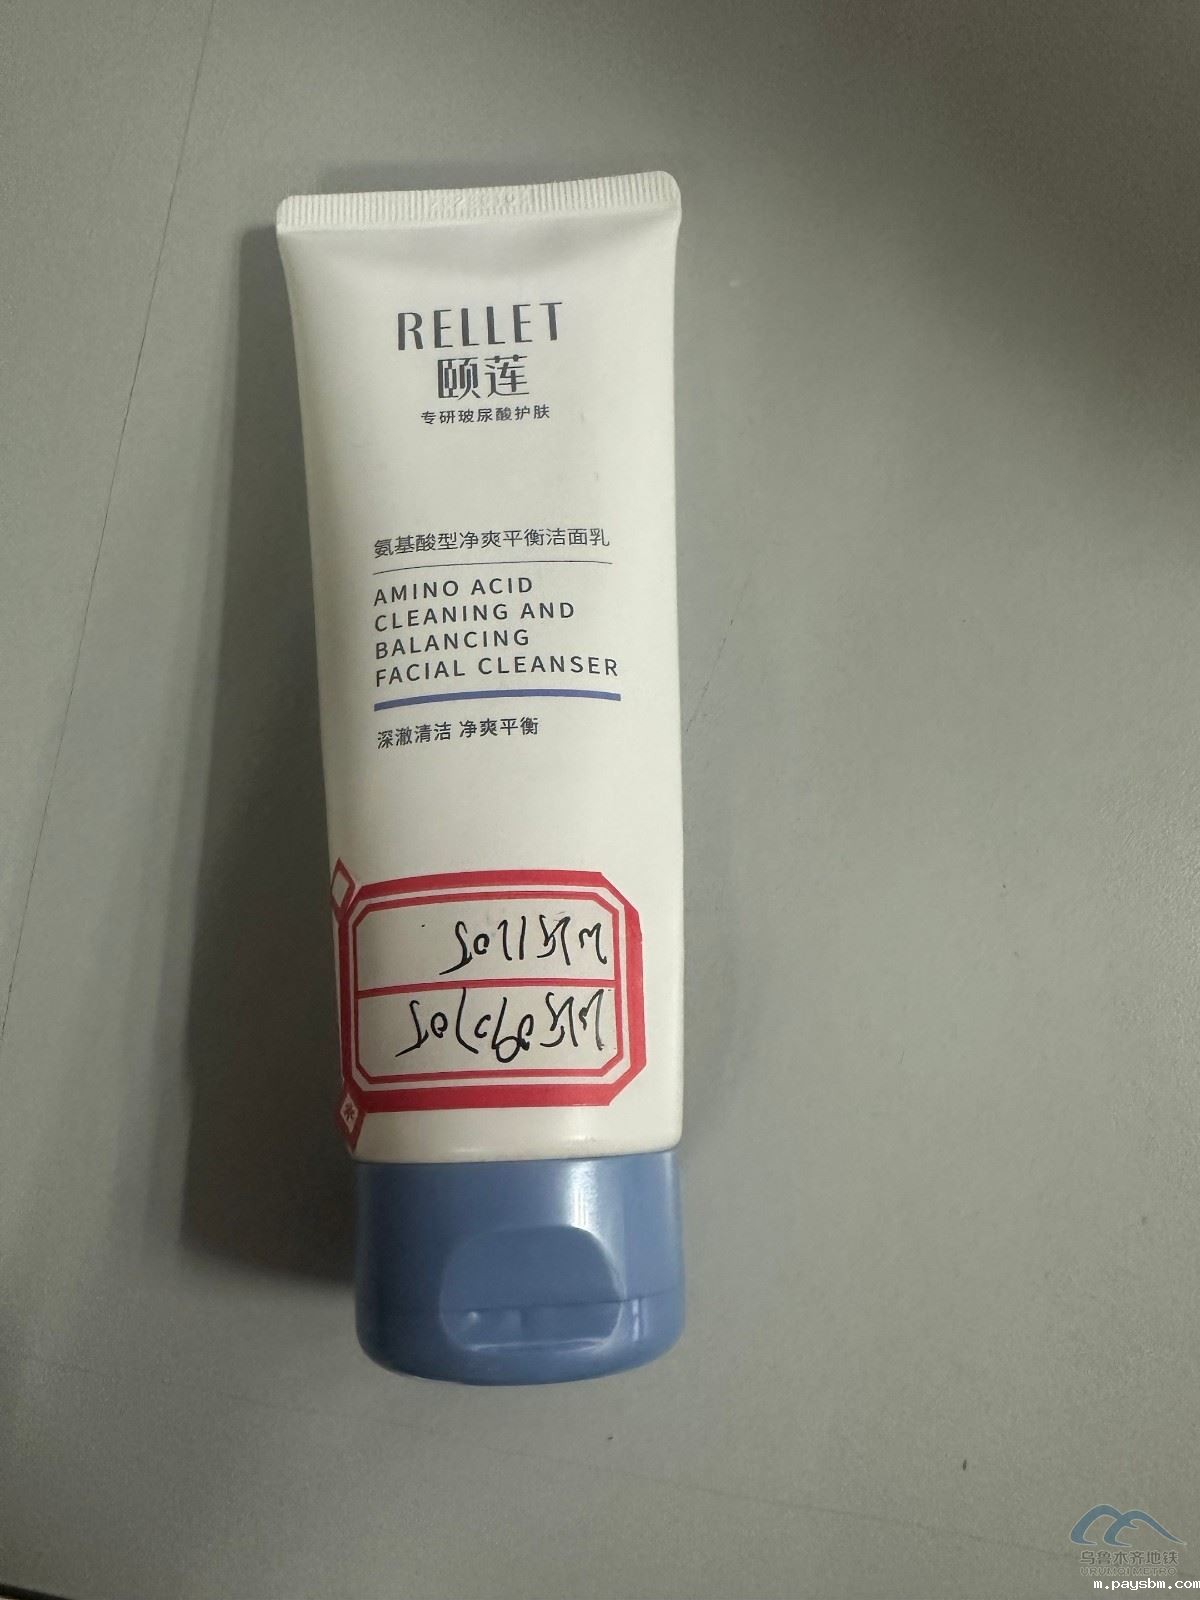 RELLET
颐莲
专研玻尿酸护肤
氨基酸型净爽平衡洁面乳
AMINO ACID
CLEANING AND
BALANCING
FACIAL CLEANSER
深澈清洁 净爽平衡
乌鲁木齐地铁
URUMQI METRO
m.paysbm.com